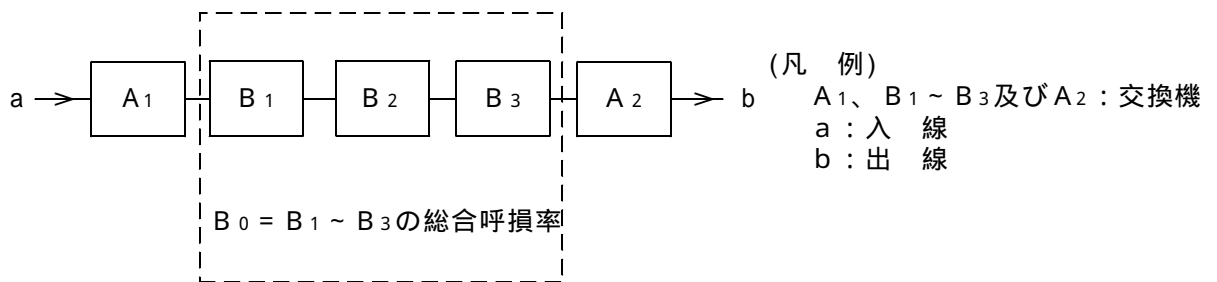 a A₁ B₁ B₂ B₃ A₂ b
(凡 例)
A₁、B₁~B₃及びA₂:交換機
a:入 線
b:出 線
B₀=B₁~B₃の総合呼損率